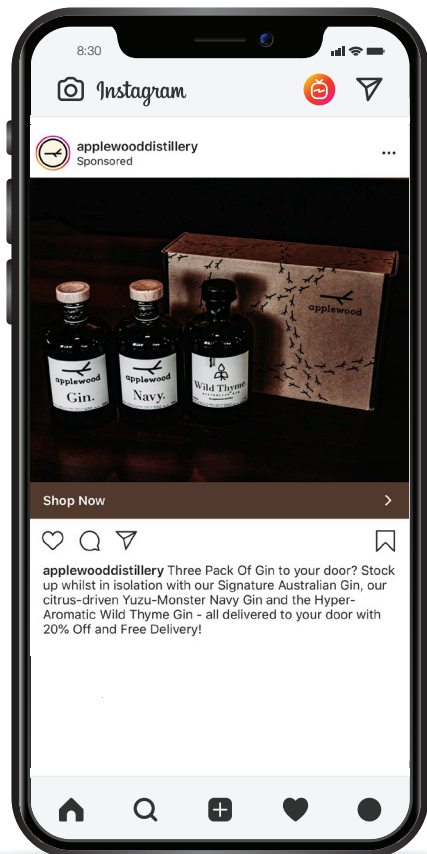 8:30
Instagram
applewooddistillery
Sponsored
applewood
applewood
Gin.
applewood
Navy.
Wild Thyme
Shop Now
applewooddistillery Three Pack Of Gin to your door? Stock
up whilst in isolation with our Signature Australian Gin, our
citrus-driven Yuzu-Monster Navy Gin and the Hyper-
Aromatic Wild Thyme Gin - all delivered to your door with
20% Off and Free Delivery!